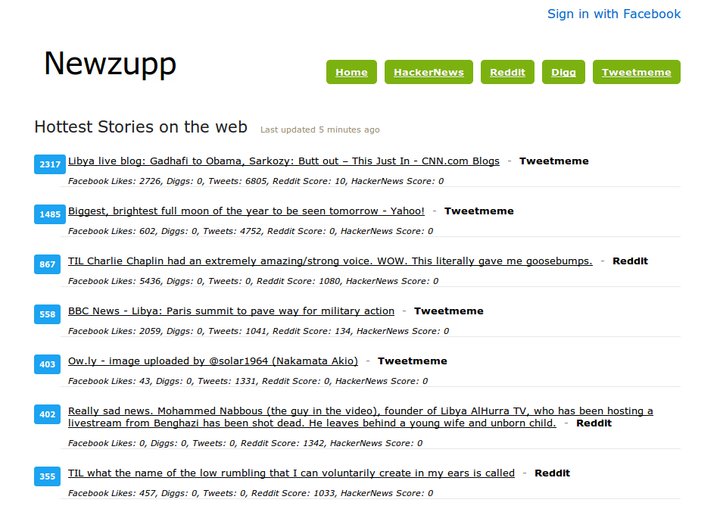 Sign in with Facebook
Newzupp
Home
HackerNews
Reddit
Digg
Tweetmeme
Hottest Stories on the web Last updated 5 minutes ago
2317 Libya live blog: Gadhafi to Obama, Sarkozy: Butt out – This Just In - CNN.com Blogs - Tweetmeme
Facebook Likes: 2726, Diggs: 0, Tweets: 6805, Reddit Score: 10, HackerNews Score: 0
1485 Biggest, brightest full moon of the year to be seen tomorrow - Yahoo! - Tweetmeme
Facebook Likes: 602, Diggs: 0, Tweets: 4752, Reddit Score: 0, HackerNews Score: 0
867 TIL Charlie Chaplin had an extremely amazing/strong voice. WOW. This literally gave me goosebumps. - Reddit
Facebook Likes: 5436, Diggs: 0, Tweets: 0, Reddit Score: 1080, HackerNews Score: 0
558 BBC News - Libya: Paris summit to pave way for military action - Tweetmeme
Facebook Likes: 2059, Diggs: 0, Tweets: 1041, Reddit Score: 134, HackerNews Score: 0
403 Ow.ly - image uploaded by @solar1964 (Nakamata Akio) - Tweetmeme
Facebook Likes: 43, Diggs: 0, Tweets: 1331, Reddit Score: 0, HackerNews Score: 0
402 Really sad news. Mohammed Nabbous (the guy in the video), founder of Libya AlHurra TV, who has been hosting a
livestream from Benghazi has been shot dead. He leaves behind a young wife and unborn child. - Reddit
Facebook Likes: 0, Diggs: 0, Tweets: 0, Reddit Score: 1342, HackerNews Score: 0
355 TIL what the name of the low rumbling that I can voluntarily create in my ears is called - Reddit
Facebook Likes: 457, Diggs: 0, Tweets: 0, Reddit Score: 1033, HackerNews Score: 0